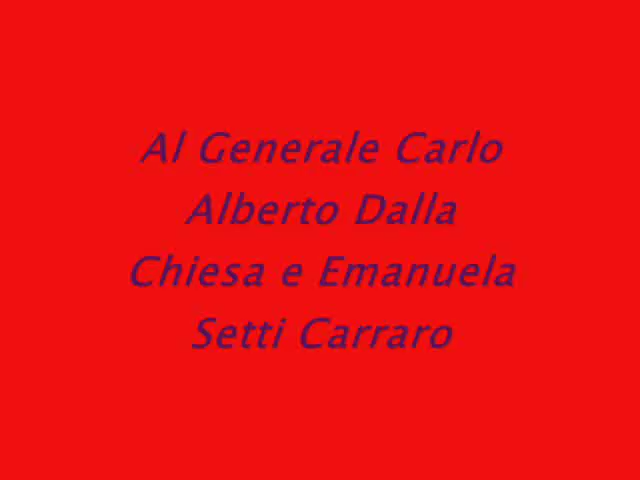 Al Generale Carlo
Alberto Dalla
Chiesa e Emanuela
Setti Carraro